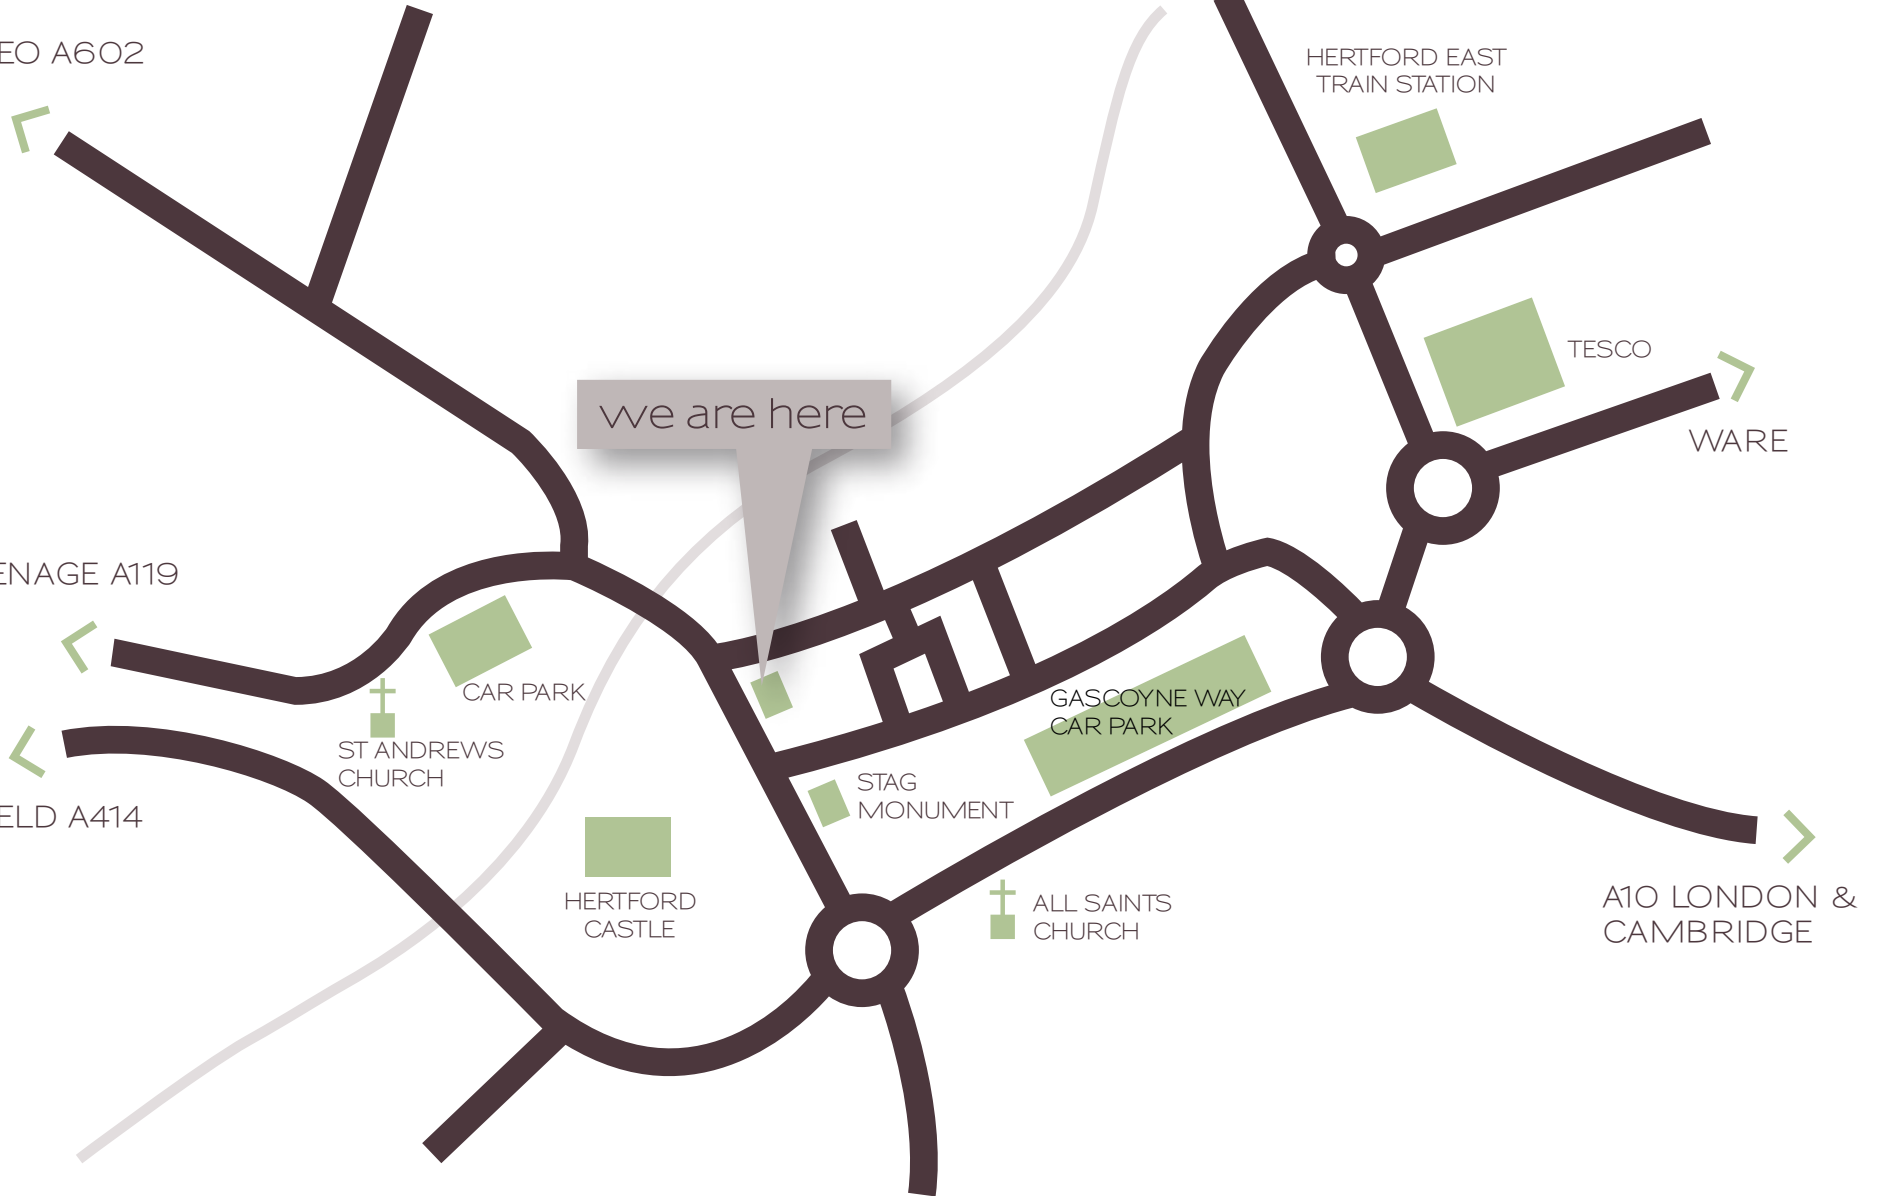 EO A602
HERTFORD EAST
TRAIN STATION
TESCO
we are here
WARE
ENAGE A119
CAR PARK
GASCOYNE WAY
CAR PARK
ST ANDREWS
CHURCH
STAG
MONUMENT
ELD A414
HERTFORD
CASTLE
ALL SAINTS
CHURCH
A10 LONDON &
CAMBRIDGE